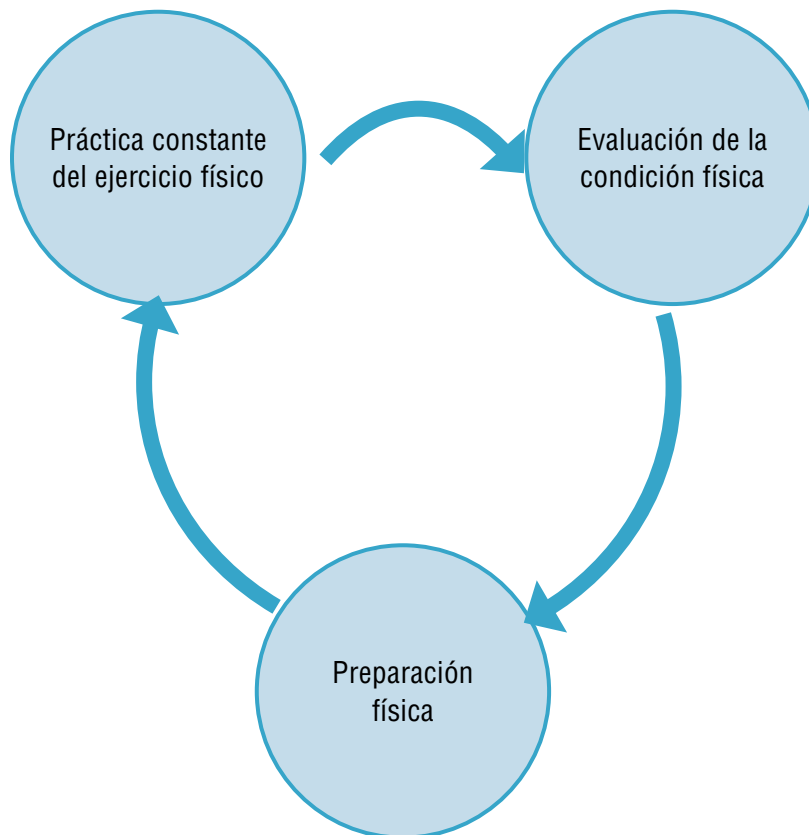 Práctica constante
del ejercicio físico
Evaluación de la
condición física
Preparación
física